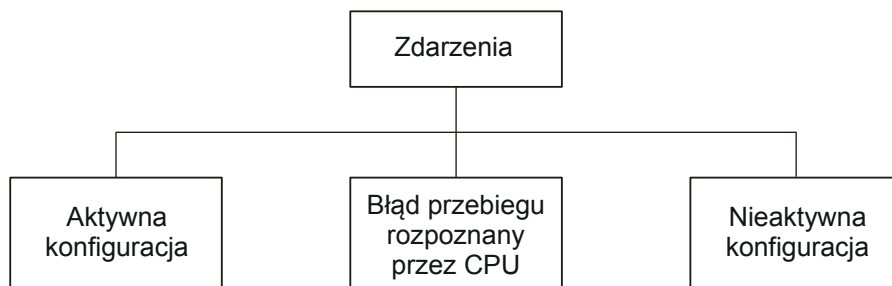 Zdarzenia
Aktywna
konfiguracja
Błąd przebiegu
rozpoznany
przez CPU
Nieaktywna
konfiguracja